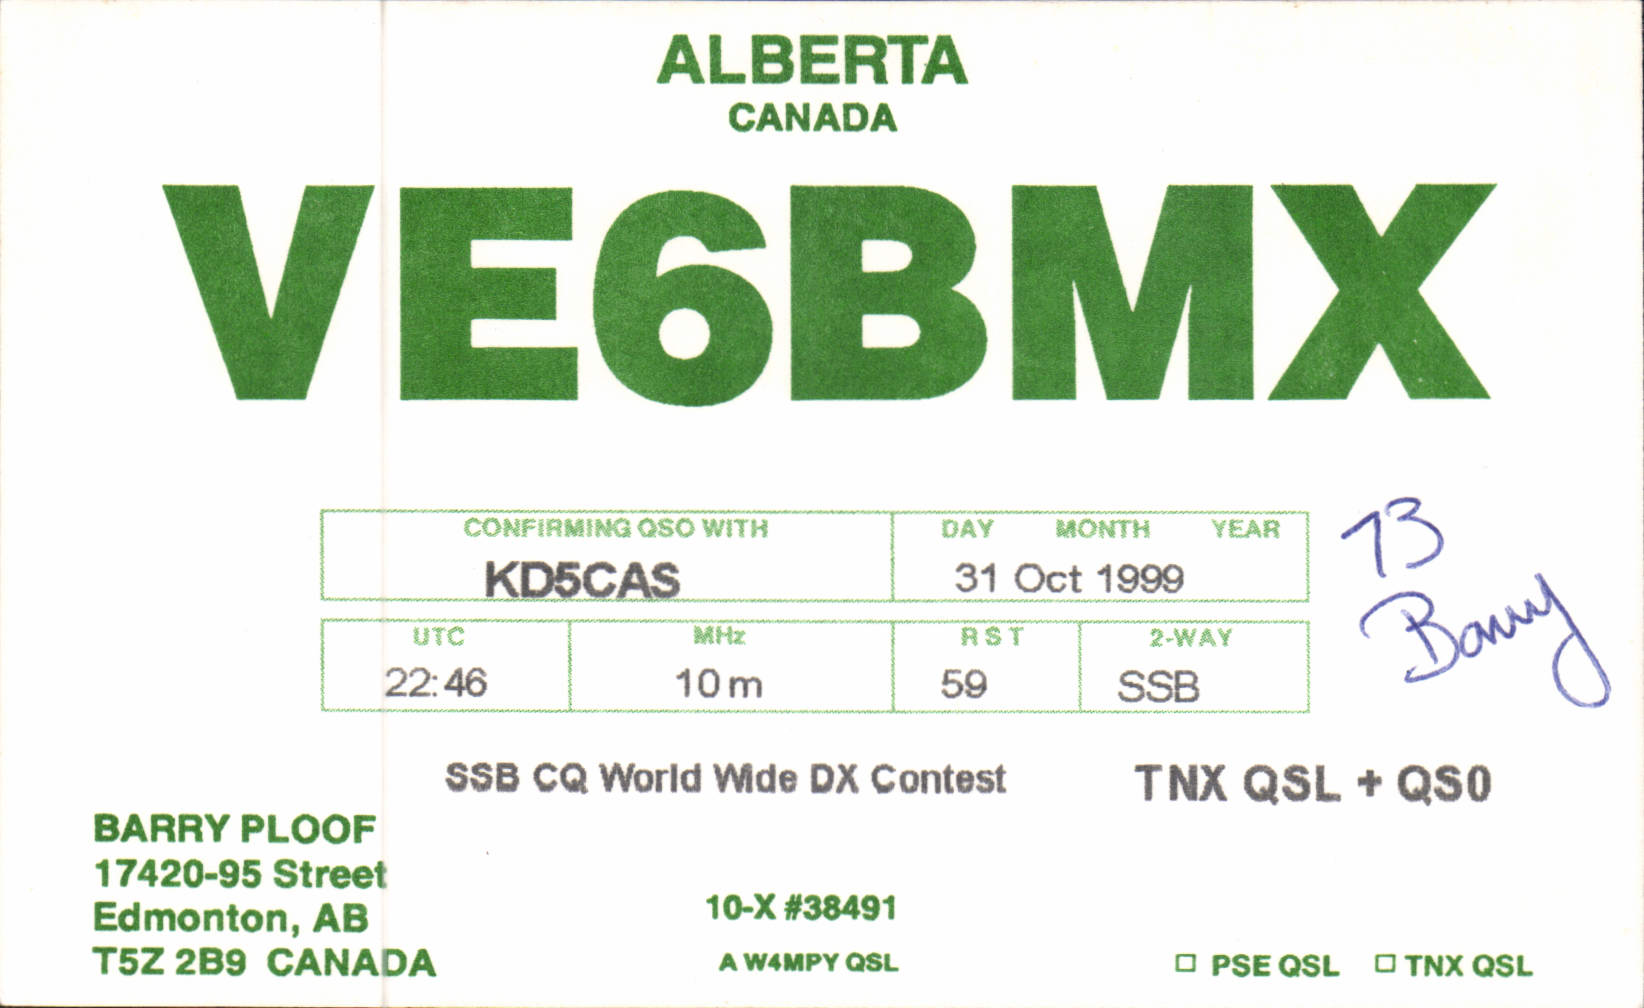 ALBERTA
CANADA
VE6BMX
CONFIRMING QSO WITH DAY MONTH YEAR
KD5CAS 31 Oct 1999
UTC MHz RST 2-WAY
22:46 10 m 59 SSB
73
Barry
SSB CQ World Wide DX Contest TNX QSL + QS0
BARRY PLOOF
17420-95 Street
Edmonton, AB
T5Z 2B9 CANADA
10-X #38491
A W4MPY QSL
☐ PSE QSL ☐ TNX QSL